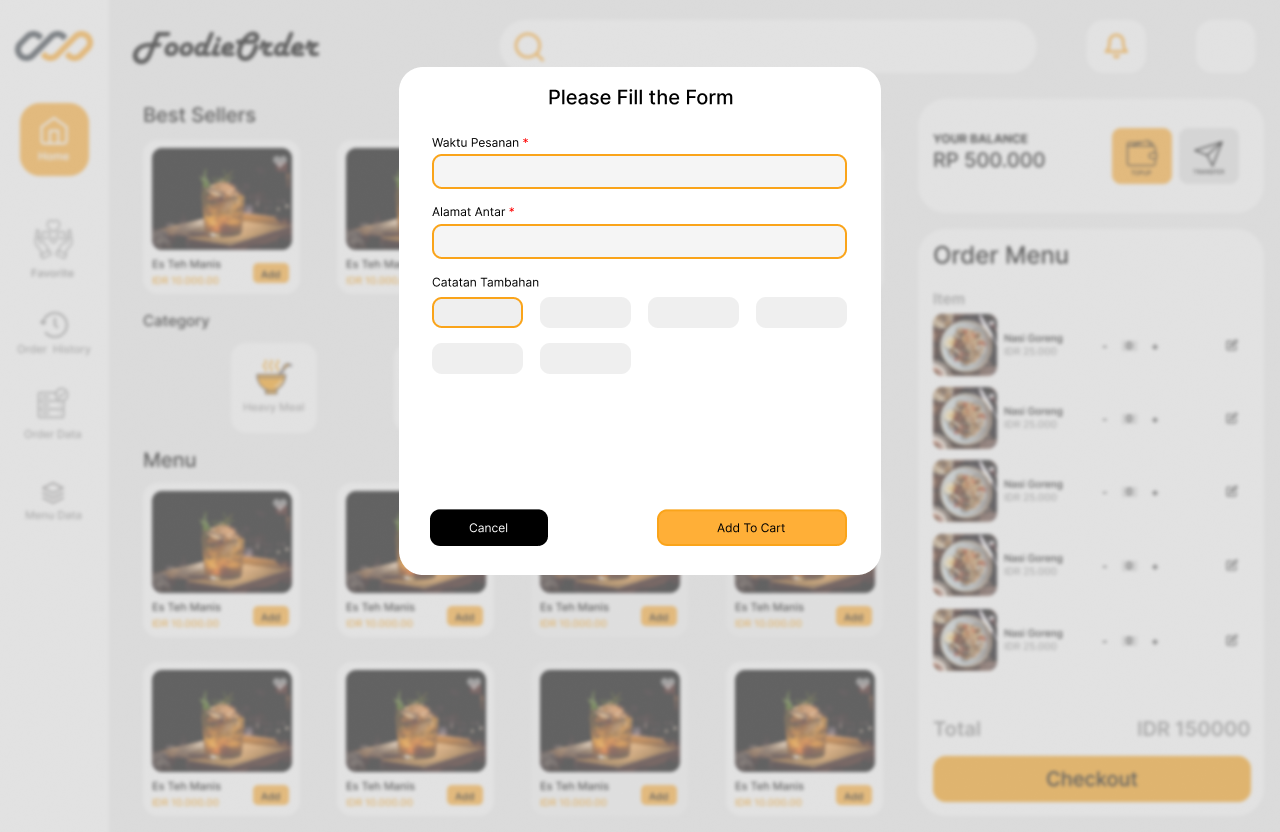 FoodieOrder
Home
Favorite
Order History
Order Data
Menu Data
Best Sellers
Es Teh Manis
IDR 10.000.00
Add
Es Teh Ma
IDR 10.000
Category
Heavy Meal
Menu
Es Teh Manis
IDR 10.000.00
Add
Es Teh Manis
IDR 10.000.00
Add
Es Teh Manis
IDR 10.000.00
Add
Es Teh Manis
IDR 10.000.00
Add
Es Teh Manis
IDR 10.000.00
Add
Es Teh Manis
IDR 10.000.00
Add
Es Teh Manis
IDR 10.000.00
Add
Es Teh Manis
IDR 10.000.00
Add
Please Fill the Form
Waktu Pesanan *
Alamat Antar *
Catatan Tambahan
Cancel
Add To Cart
YOUR BALANCE
RP 500.000
TRANSFER
Order Menu
Item
Nasi Goreng
IDR 25.000
Nasi Goreng
IDR 25.000
Nasi Goreng
IDR 25.000
Nasi Goreng
IDR 25.000
Nasi Goreng
IDR 25.000
Total
IDR 150000
Checkout